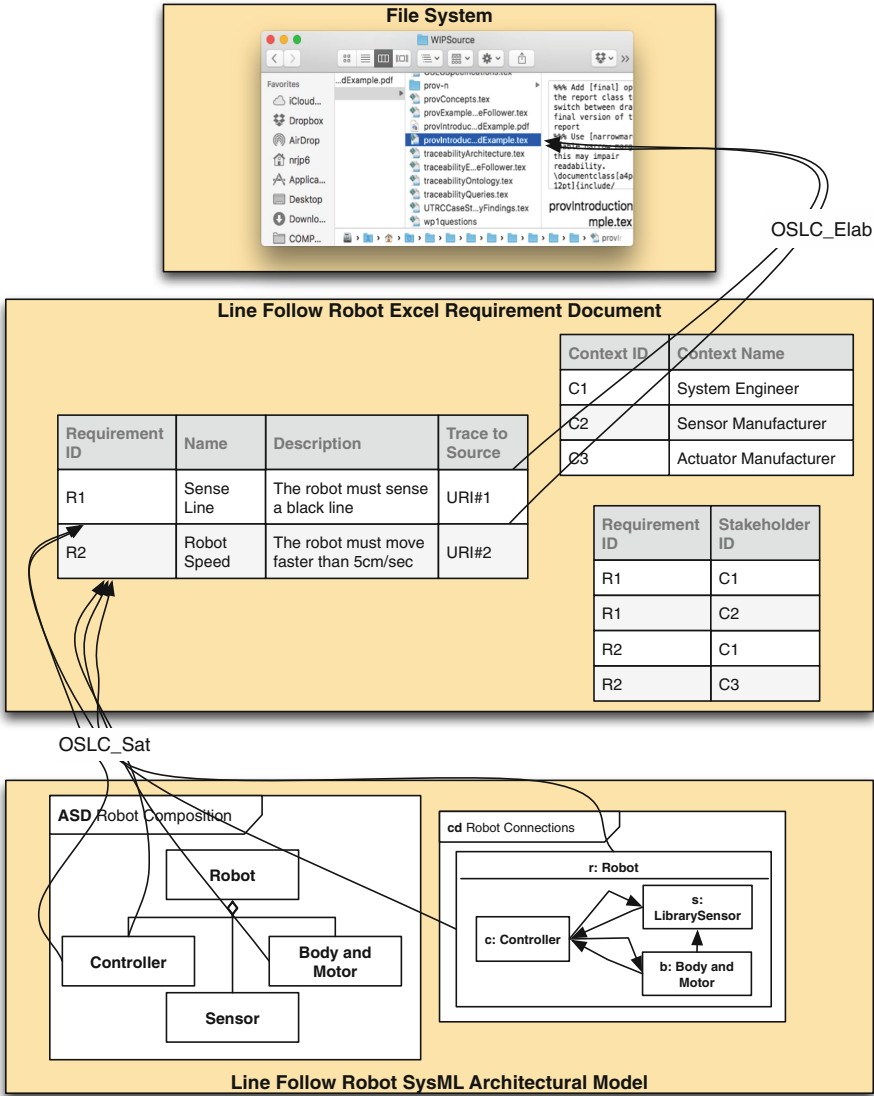 File System
WIPSource
Favorites
iCloud...
Dropbox
AirDrop
nrjp6
Applica...
Desktop
Downlo...
COMP...
...dExample.pdf
prov-n
provConcepts.tex
provExample...eFollower.tex
provIntroduc...dExample.pdf
provIntroduc...dExample.tex
traceabilityArchitecture.tex
traceabilityE...eFollower.tex
traceabilityOntology.tex
traceabilityQueries.tex
UTRCCaseSt...yFindings.tex
wp1questions
%%% Add [final] op
the report class t
switch between dra
final version of t
report
%%% Use [narrowmar
this may impair
readability.
\documentclass[a4p
12pt]{include/
provIntroduction
mple.tex
provIr
OSLC_Elab
Line Follow Robot Excel Requirement Document
Context ID Context Name
C1 System Engineer
C2 Sensor Manufacturer
C3 Actuator Manufacturer
Requirement ID Name Description Trace to Source
R1 Sense Line The robot must sense a black line URI#1
R2 Robot Speed The robot must move faster than 5cm/sec URI#2
Requirement ID Stakeholder ID
R1 C1
R1 C2
R2 C1
R2 C3
OSLC_Sat
ASD Robot Composition
Robot
Controller
Body and
Motor
Sensor
cd Robot Connections
r: Robot
s:
LibrarySensor
c: Controller
b: Body and
Motor
Line Follow Robot SysML Architectural Model